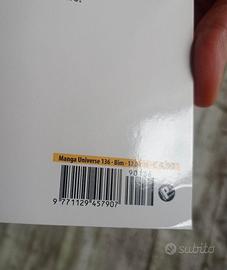 Manga Universe 136 - Bim -
90136
9 771129 457907
subito